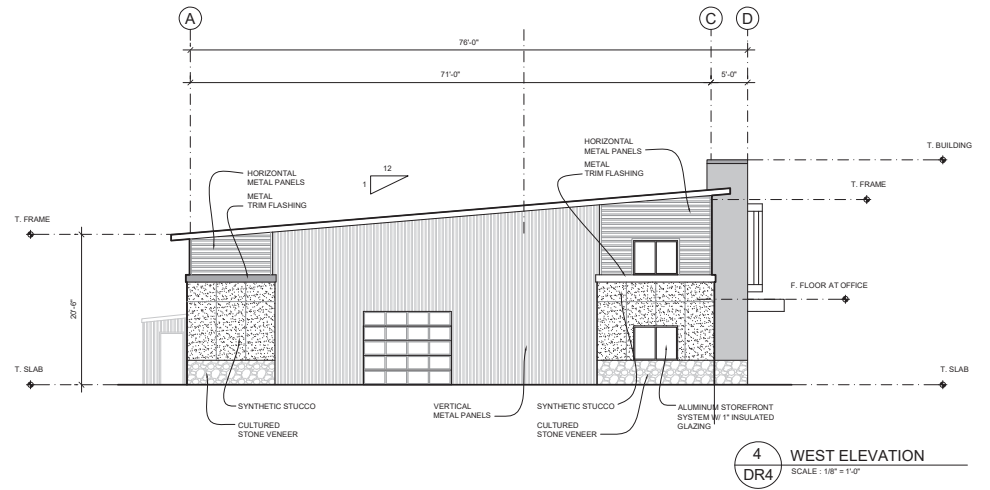 A
C
D
76'-0"
71'-0"
5'-0"
HORIZONTAL
METAL PANELS
METAL
TRIM FLASHING
T. BUILDING
12
1
HORIZONTAL
METAL PANELS
METAL
TRIM FLASHING
T. FRAME
T. FRAME
20'-6"
F. FLOOR AT OFFICE
T. SLAB
T. SLAB
SYNTHETIC STUCCO
CULTURED
STONE VENEER
VERTICAL
METAL PANELS
SYNTHETIC STUCCO
CULTURED
STONE VENEER
ALUMINUM STOREFRONT
SYSTEM W/ 1" INSULATED
GLAZING
4
DR4
WEST ELEVATION
SCALE : 1/8" = 1'-0"